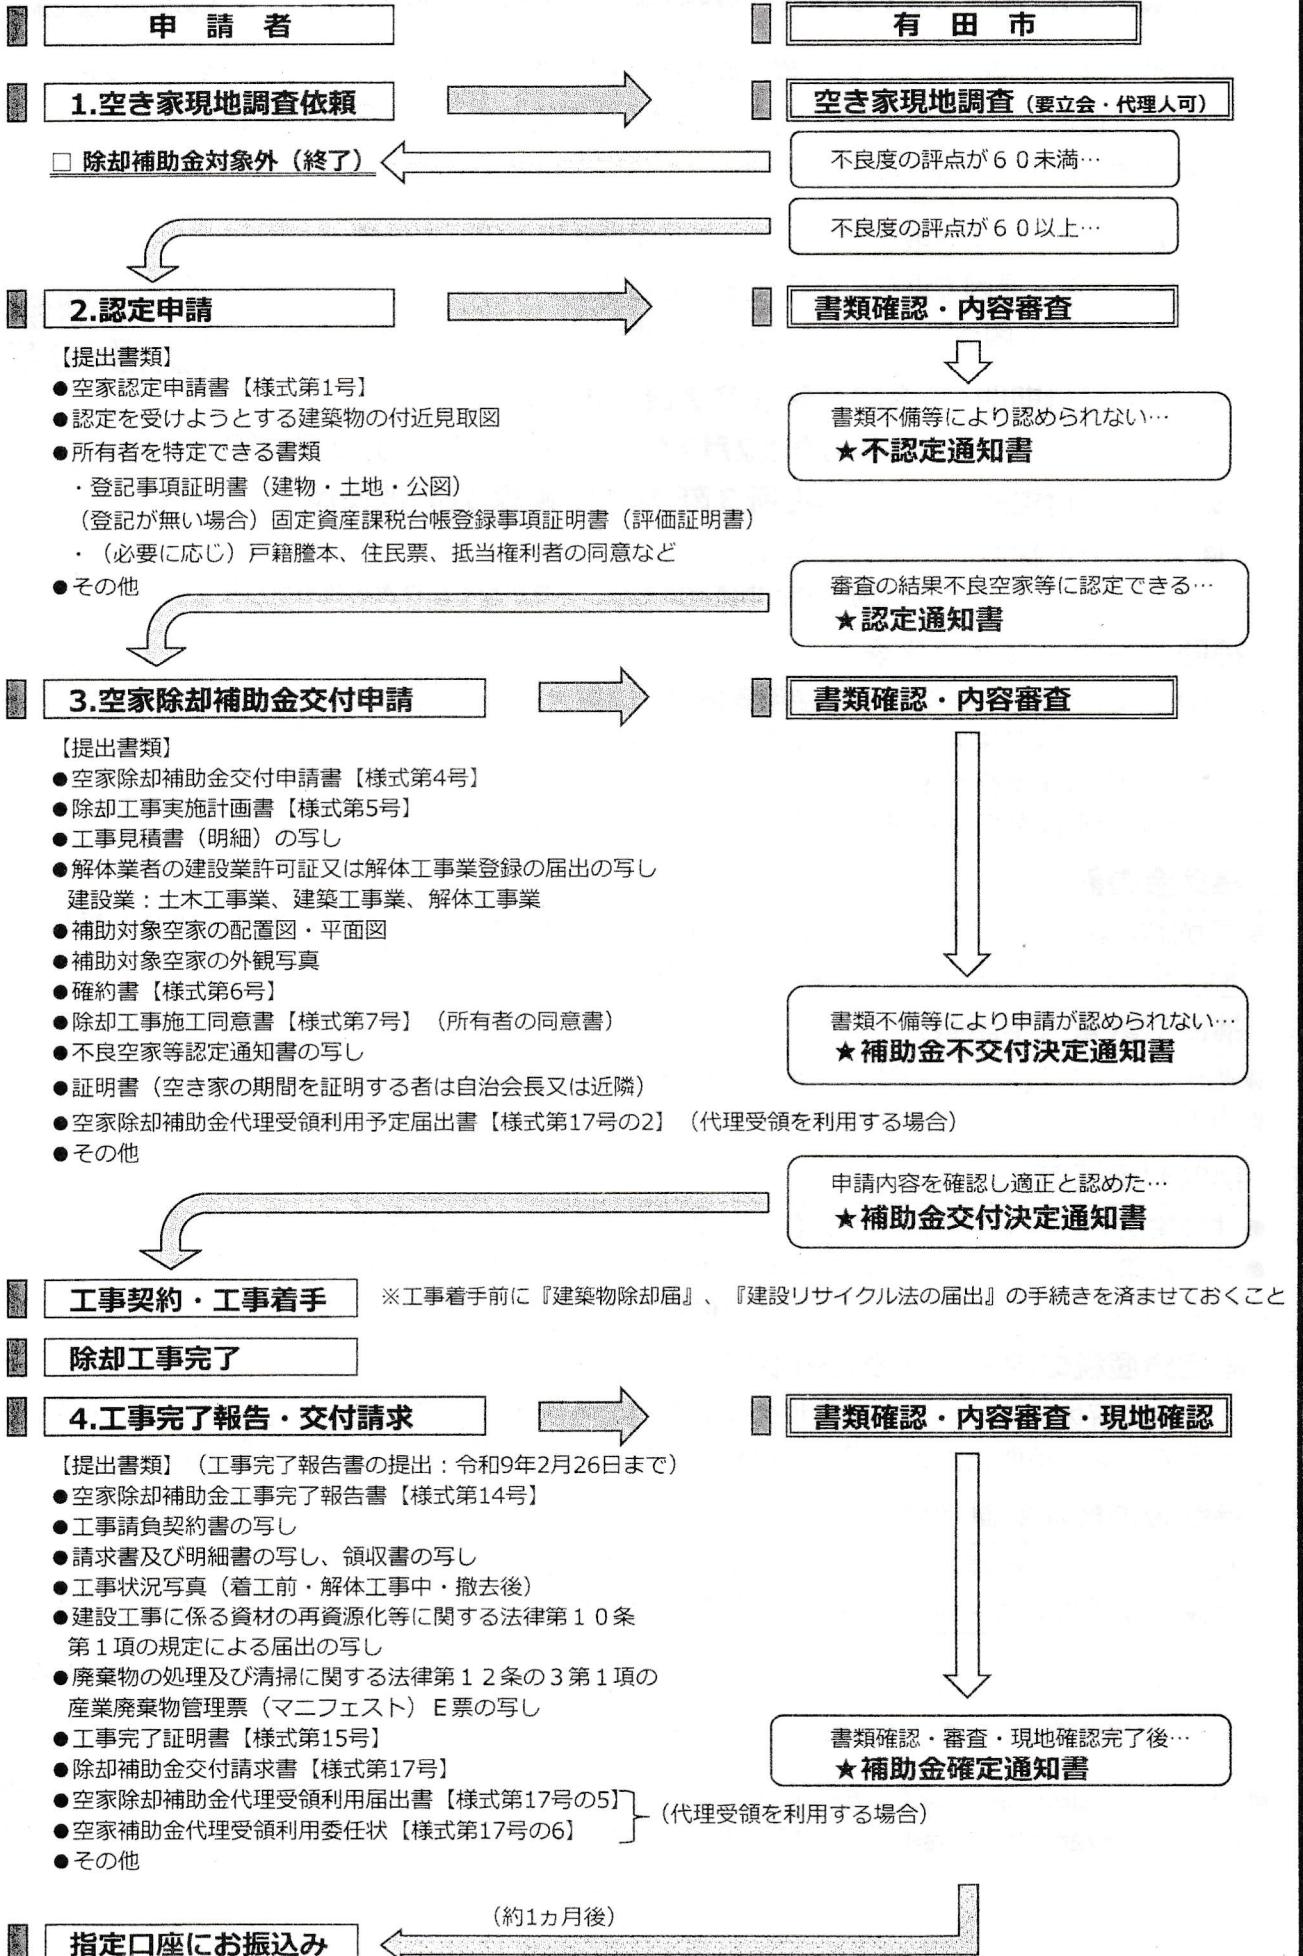 申　請　者
有　田　市
1.空き家現地調査依頼
空き家現地調査（要立会・代理人可）
□ 除却補助金対象外（終了）
不良度の評点が６０未満…
不良度の評点が６０以上…
2.認定申請
書類確認・内容審査
【提出書類】
●空家認定申請書【様式第1号】
●認定を受けようとする建築物の付近見取図
●所有者を特定できる書類
・登記事項証明書（建物・土地・公図）
（登記が無い場合）固定資産課税台帳登録事項証明書（評価証明書）
・（必要に応じ）戸籍謄本、住民票、抵当権利者の同意など
●その他
書類不備等により認められない…
★不認定通知書
審査の結果不良空家等に認定できる…
★認定通知書
3.空家除却補助金交付申請
書類確認・内容審査
【提出書類】
●空家除却補助金交付申請書【様式第4号】
●除却工事実施計画書【様式第5号】
●工事見積書（明細）の写し
●解体業者の建設業許可証又は解体工事業登録の届出の写し
建設業：土木工事業、建築工事業、解体工事業
●補助対象空家の配置図・平面図
●補助対象空家の外観写真
●確約書【様式第6号】
●除却工事施工同意書【様式第7号】（所有者の同意書）
●不良空家等認定通知書の写し
●証明書（空き家の期間を証明する者は自治会長又は近隣）
●空家除却補助金代理受領利用予定届出書【様式第17号の2】（代理受領を利用する場合）
●その他
書類不備等により申請が認められない…
★補助金不交付決定通知書
申請内容を確認し適正と認めた…
★補助金交付決定通知書
工事契約・工事着手
※工事着手前に『建築物除却届』、『建設リサイクル法の届出』の手続きを済ませておくこと
除却工事完了
4.工事完了報告・交付請求
書類確認・内容審査・現地確認
【提出書類】（工事完了報告書の提出：令和9年2月26日まで）
●空家除却補助金工事完了報告書【様式第14号】
●工事請負契約書の写し
●請求書及び明細書の写し、領収書の写し
●工事状況写真（着工前・解体工事中・撤去後）
●建設工事に係る資材の再資源化等に関する法律第１０条
第１項の規定による届出の写し
●廃棄物の処理及び清掃に関する法律第１２条の３第１項の
産業廃棄物管理票（マニフェスト）Ｅ票の写し
●工事完了証明書【様式第15号】
●除却補助金交付請求書【様式第17号】
●空家除却補助金代理受領利用届出書【様式第17号の5】
●空家補助金代理受領利用委任状【様式第17号の6】
（代理受領を利用する場合）
●その他
書類確認・審査・現地確認完了後…
★補助金確定通知書
（約1ヵ月後）
指定口座にお振込み